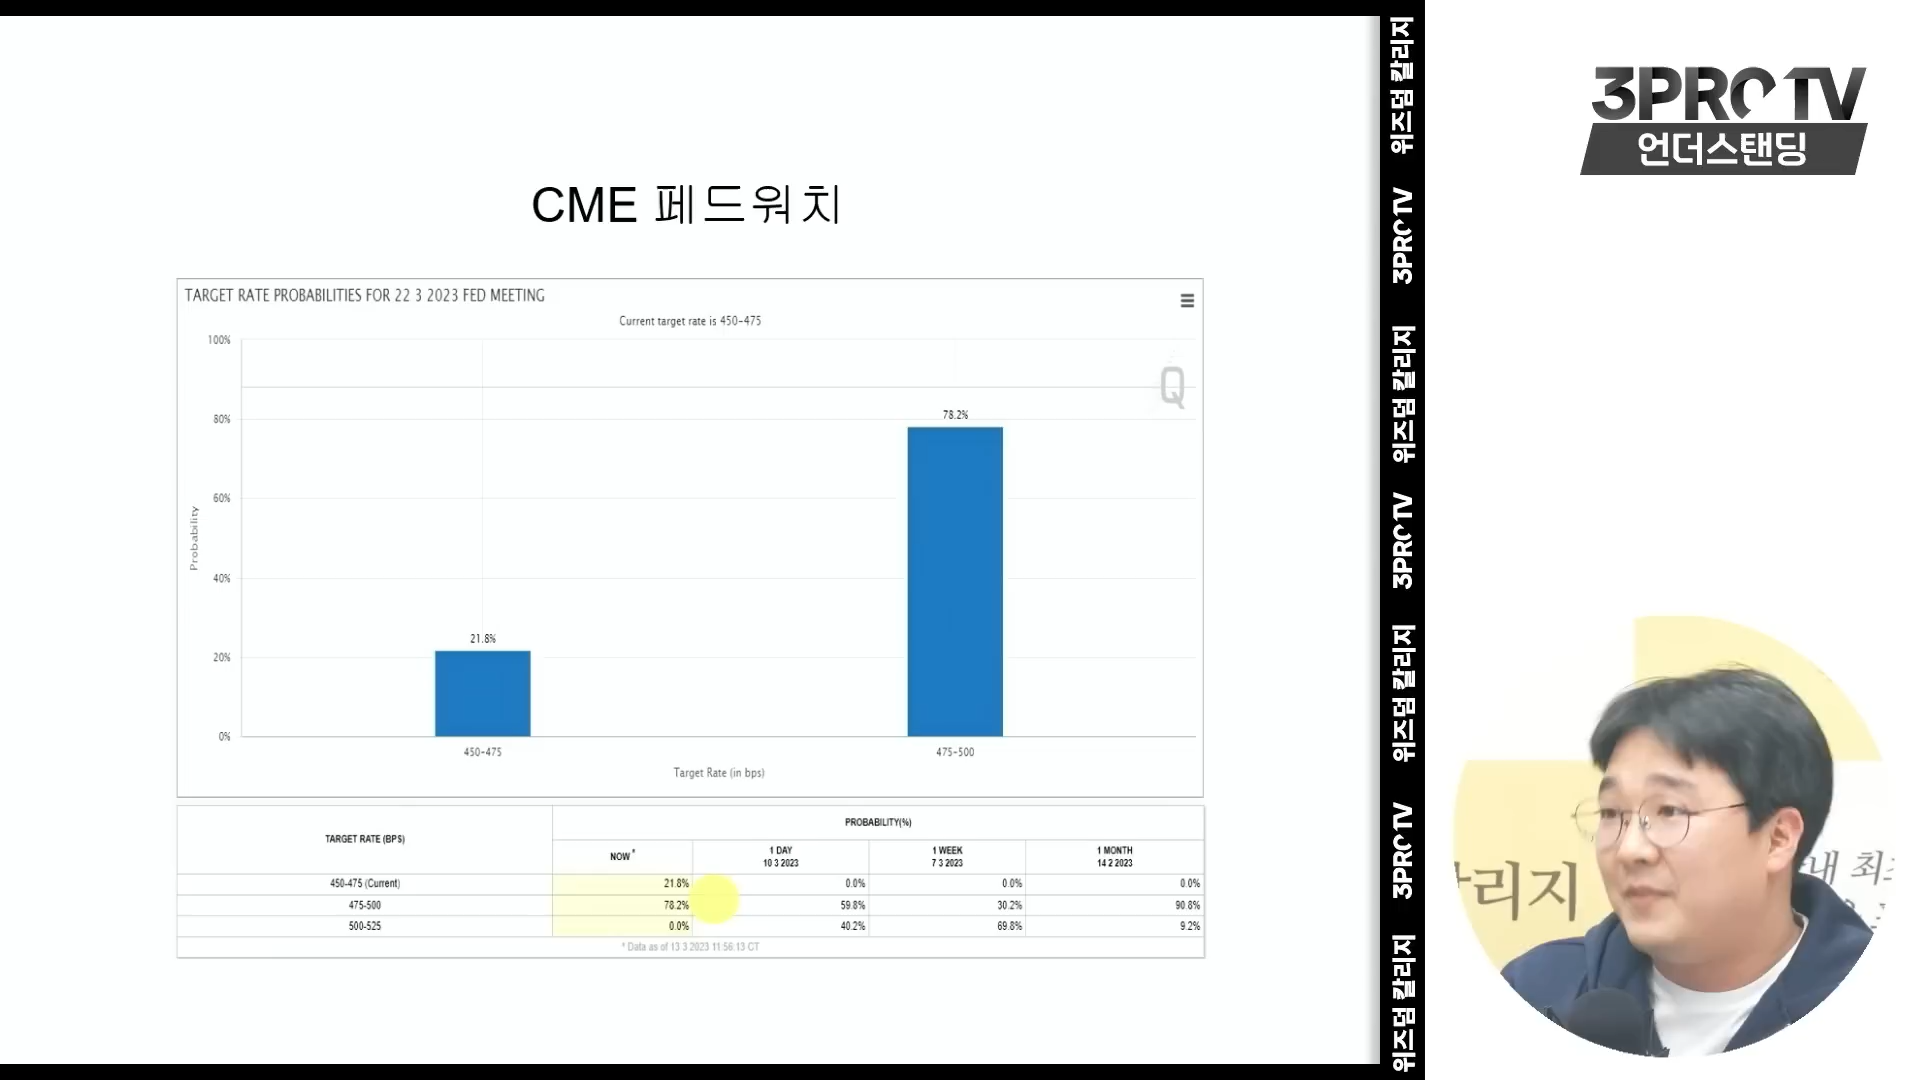 CME 페드워치
TARGET RATE PROBABILITIES FOR 22 3 2023 FED MEETING
Current target rate is 450-475
100%
80%
60%
40%
20%
0%
Probability
21.8%
78.2%
450-475
475-500
Target Rate (in bps)
Q
TARGET RATE (BPS)
PROBABILITY(%)
NOW *
1 DAY
10 3 2023
1 WEEK
7 3 2023
1 MONTH
14 2 2023
450-475 (Current) 21.8% 0.0% 0.0% 0.0%
475-500 78.2% 59.8% 30.2% 90.8%
500-525 0.0% 40.2% 69.8% 9.2%
* Data as of 13 3 2023 11:56:13 CT
위즈덤 칼리지
3PROTV
위즈덤 칼리지
3PROTV
위즈덤 칼리지
3PROTV
위즈덤 칼리지
3PROTV
언더스탠딩
리지
내 최